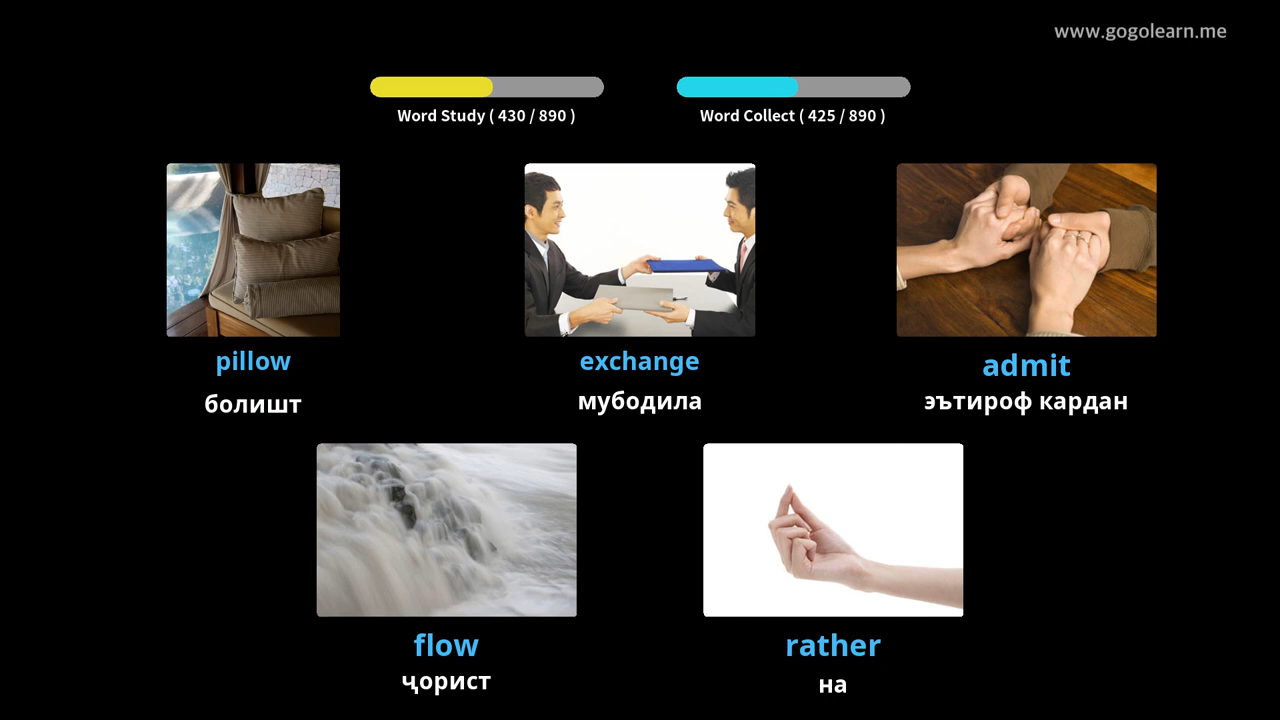 www.gogolearn.me
Word Study ( 430 / 890 )
Word Collect ( 425 / 890 )
pillow
болишт
exchange
мубодила
admit
эътироф кардан
flow
ҷорист
rather
на